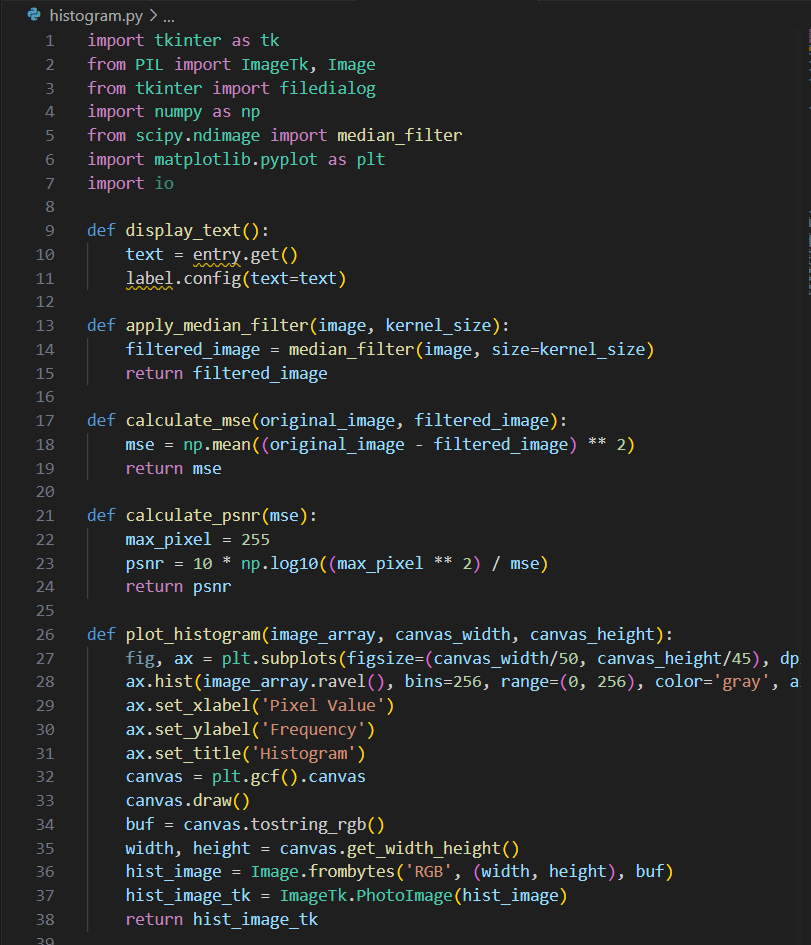 histogram.py > ...
1 import tkinter as tk
2 from PIL import ImageTk, Image
3 from tkinter import filedialog
4 import numpy as np
5 from scipy.ndimage import median_filter
6 import matplotlib.pyplot as plt
7 import io
8
9 def display_text():
10     text = entry.get()
11     label.config(text=text)
12
13 def apply_median_filter(image, kernel_size):
14     filtered_image = median_filter(image, size=kernel_size)
15     return filtered_image
16
17 def calculate_mse(original_image, filtered_image):
18     mse = np.mean((original_image - filtered_image) ** 2)
19     return mse
20
21 def calculate_psnr(mse):
22     max_pixel = 255
23     psnr = 10 * np.log10((max_pixel ** 2) / mse)
24     return psnr
25
26 def plot_histogram(image_array, canvas_width, canvas_height):
27     fig, ax = plt.subplots(figsize=(canvas_width/50, canvas_height/45), dp
28     ax.hist(image_array.ravel(), bins=256, range=(0, 256), color='gray', a
29     ax.set_xlabel('Pixel Value')
30     ax.set_ylabel('Frequency')
31     ax.set_title('Histogram')
32     canvas = plt.gcf().canvas
33     canvas.draw()
34     buf = canvas.tostring_rgb()
35     width, height = canvas.get_width_height()
36     hist_image = Image.frombytes('RGB', (width, height), buf)
37     hist_image_tk = ImageTk.PhotoImage(hist_image)
38     return hist_image_tk
39